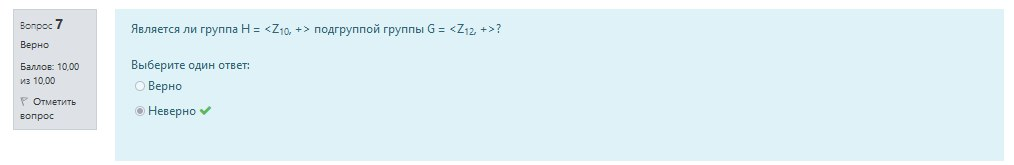 Вопрос 7
Верно
Баллов: 10,00
из 10,00
Отметить
вопрос
Является ли группа H = <Z₁₀, +> подгруппой группы G = <Z₁₂, +>?
Выберите один ответ:
Верно
Неверно